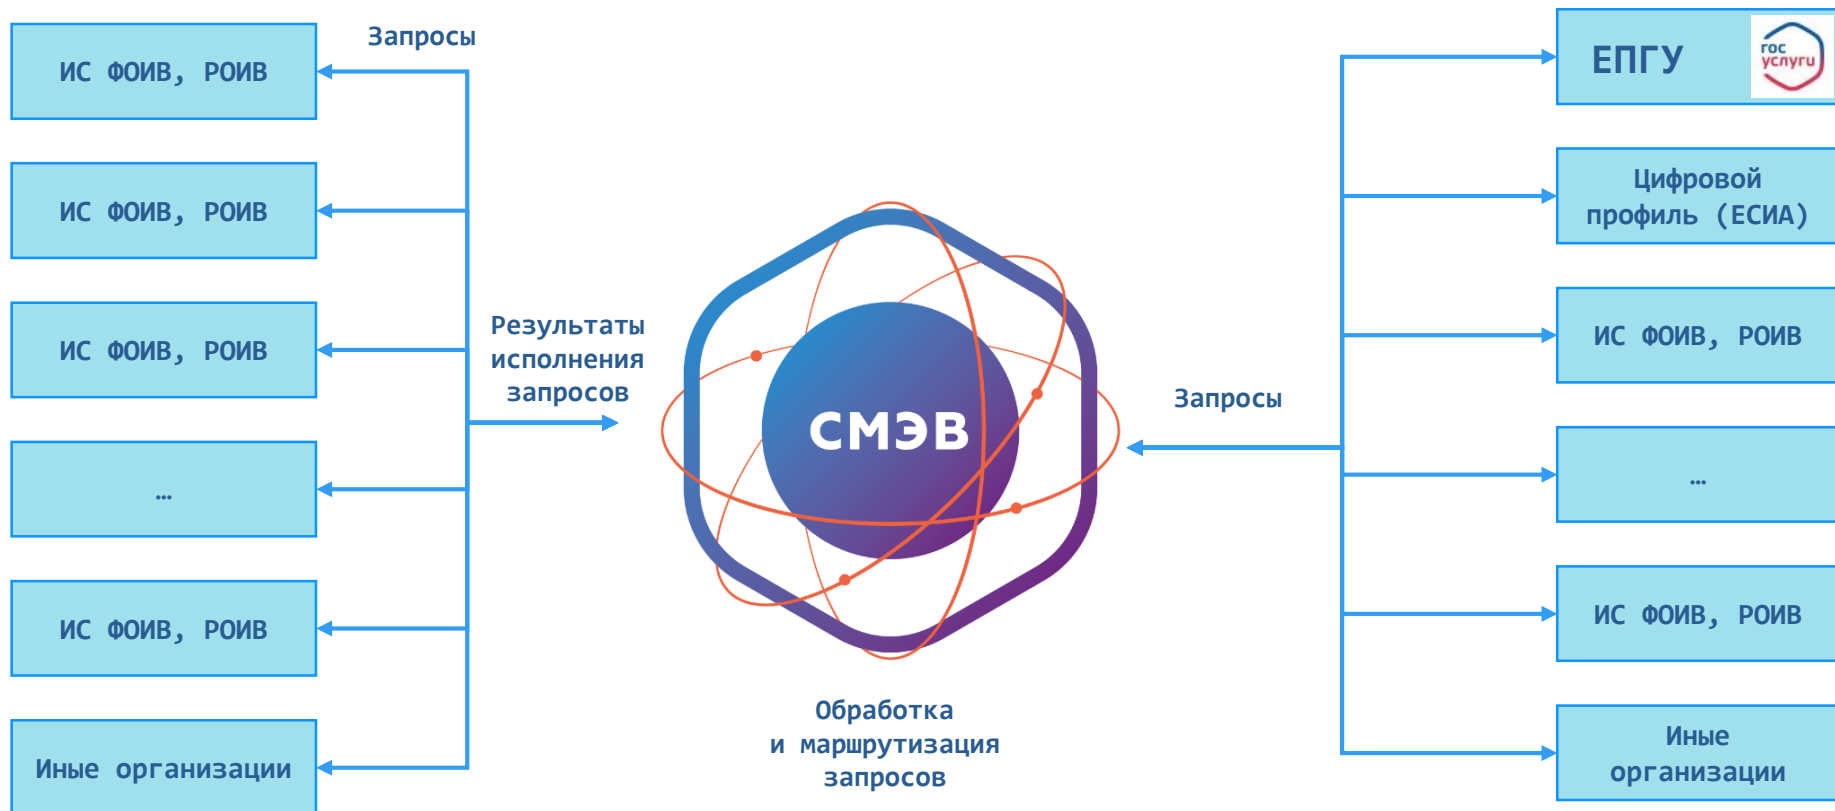 Запросы
ИС ФОИВ, РОИВ
ИС ФОИВ, РОИВ
ИС ФОИВ, РОИВ
…
ИС ФОИВ, РОИВ
Иные организации
Результаты
исполнения
запросов
СМЭВ
Обработка
и маршрутизация
запросов
Запросы
ЕПГУ
гос
услуги
Цифровой
профиль (ЕСИА)
ИС ФОИВ, РОИВ
…
ИС ФОИВ, РОИВ
Иные
организации